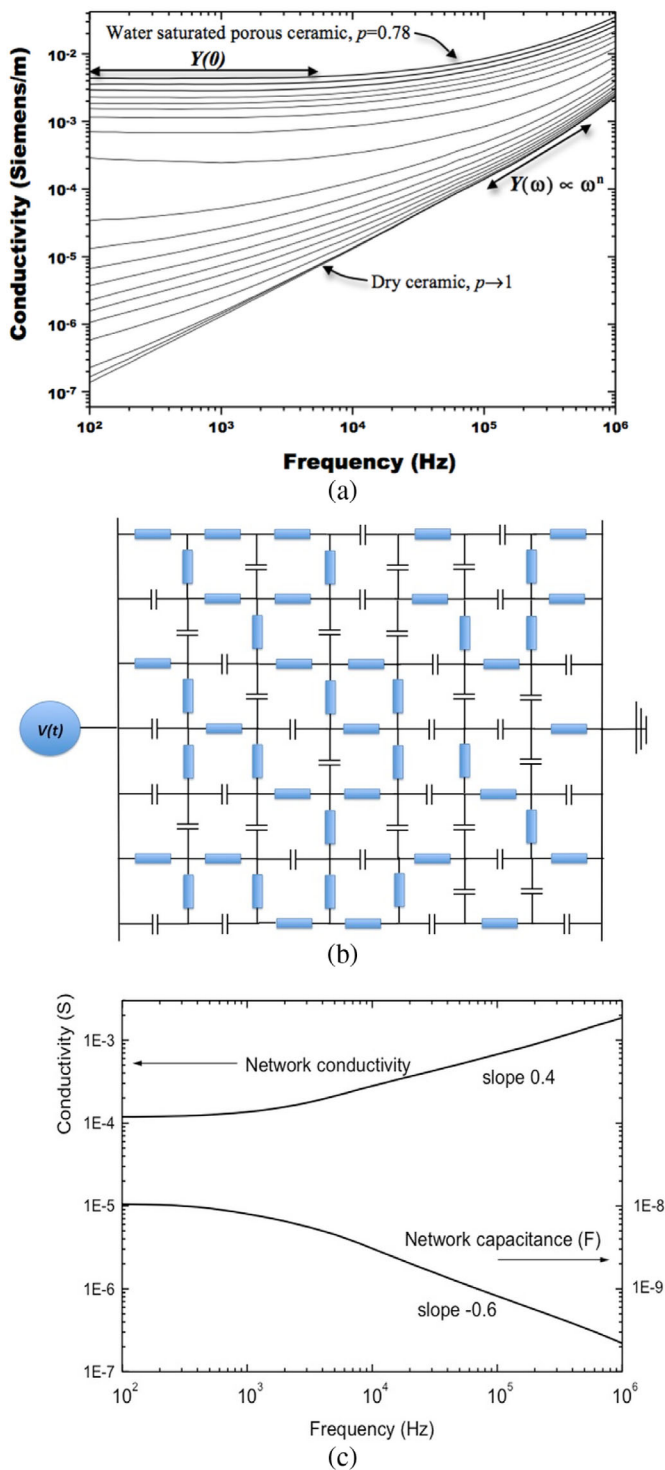 Conductivity (Siemens/m)
10⁻²
10⁻³
10⁻⁴
10⁻⁵
10⁻⁶
10⁻⁷
Water saturated porous ceramic, p=0.78
Y(0)
Y(ω) ∝ ωⁿ
Dry ceramic, p→1
10² 10³ 10⁴ 10⁵ 10⁶
Frequency (Hz)
(a)
V(t)
(b)
Conductivity (S)
1E-3
1E-4
1E-5
1E-6
1E-7
Network conductivity
slope 0.4
Network capacitance (F)
slope -0.6
1E-8
1E-9
10² 10³ 10⁴ 10⁵ 10⁶
Frequency (Hz)
(c)